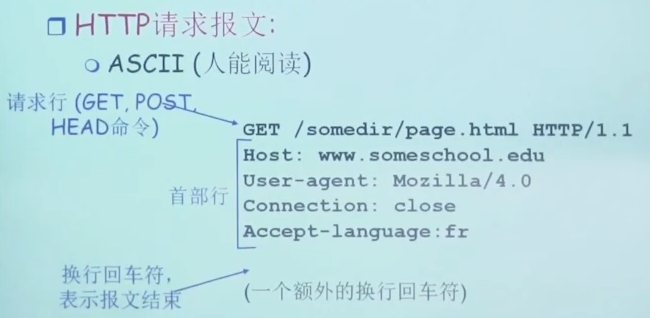 HTTP请求报文:
ASCII (人能阅读)
请求行 (GET, POST,
HEAD命令)
GET /somedir/page.html HTTP/1.1
Host: www.someschool.edu
User-agent: Mozilla/4.0
Connection: close
Accept-language:fr
首部行
换行回车符,
表示报文结束
(一个额外的换行回车符)